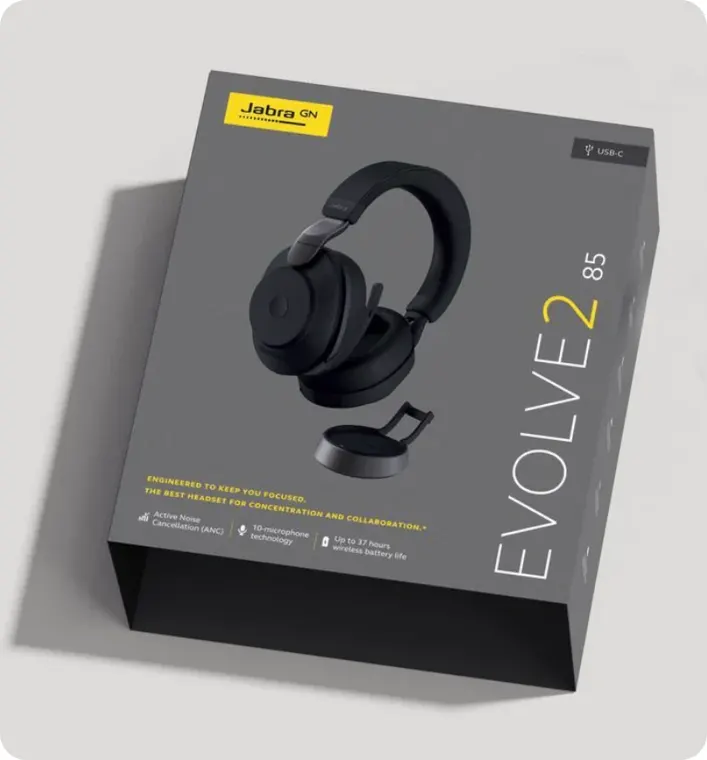 Jabra GN
USB-C
EVOLVE2 85
ENGINEERED TO KEEP YOU FOCUSED.
THE BEST HEADSET FOR CONCENTRATION AND COLLABORATION.*
Active Noise
Cancellation (ANC)
10-microphone
technology
Up to 37 hours
wireless battery life